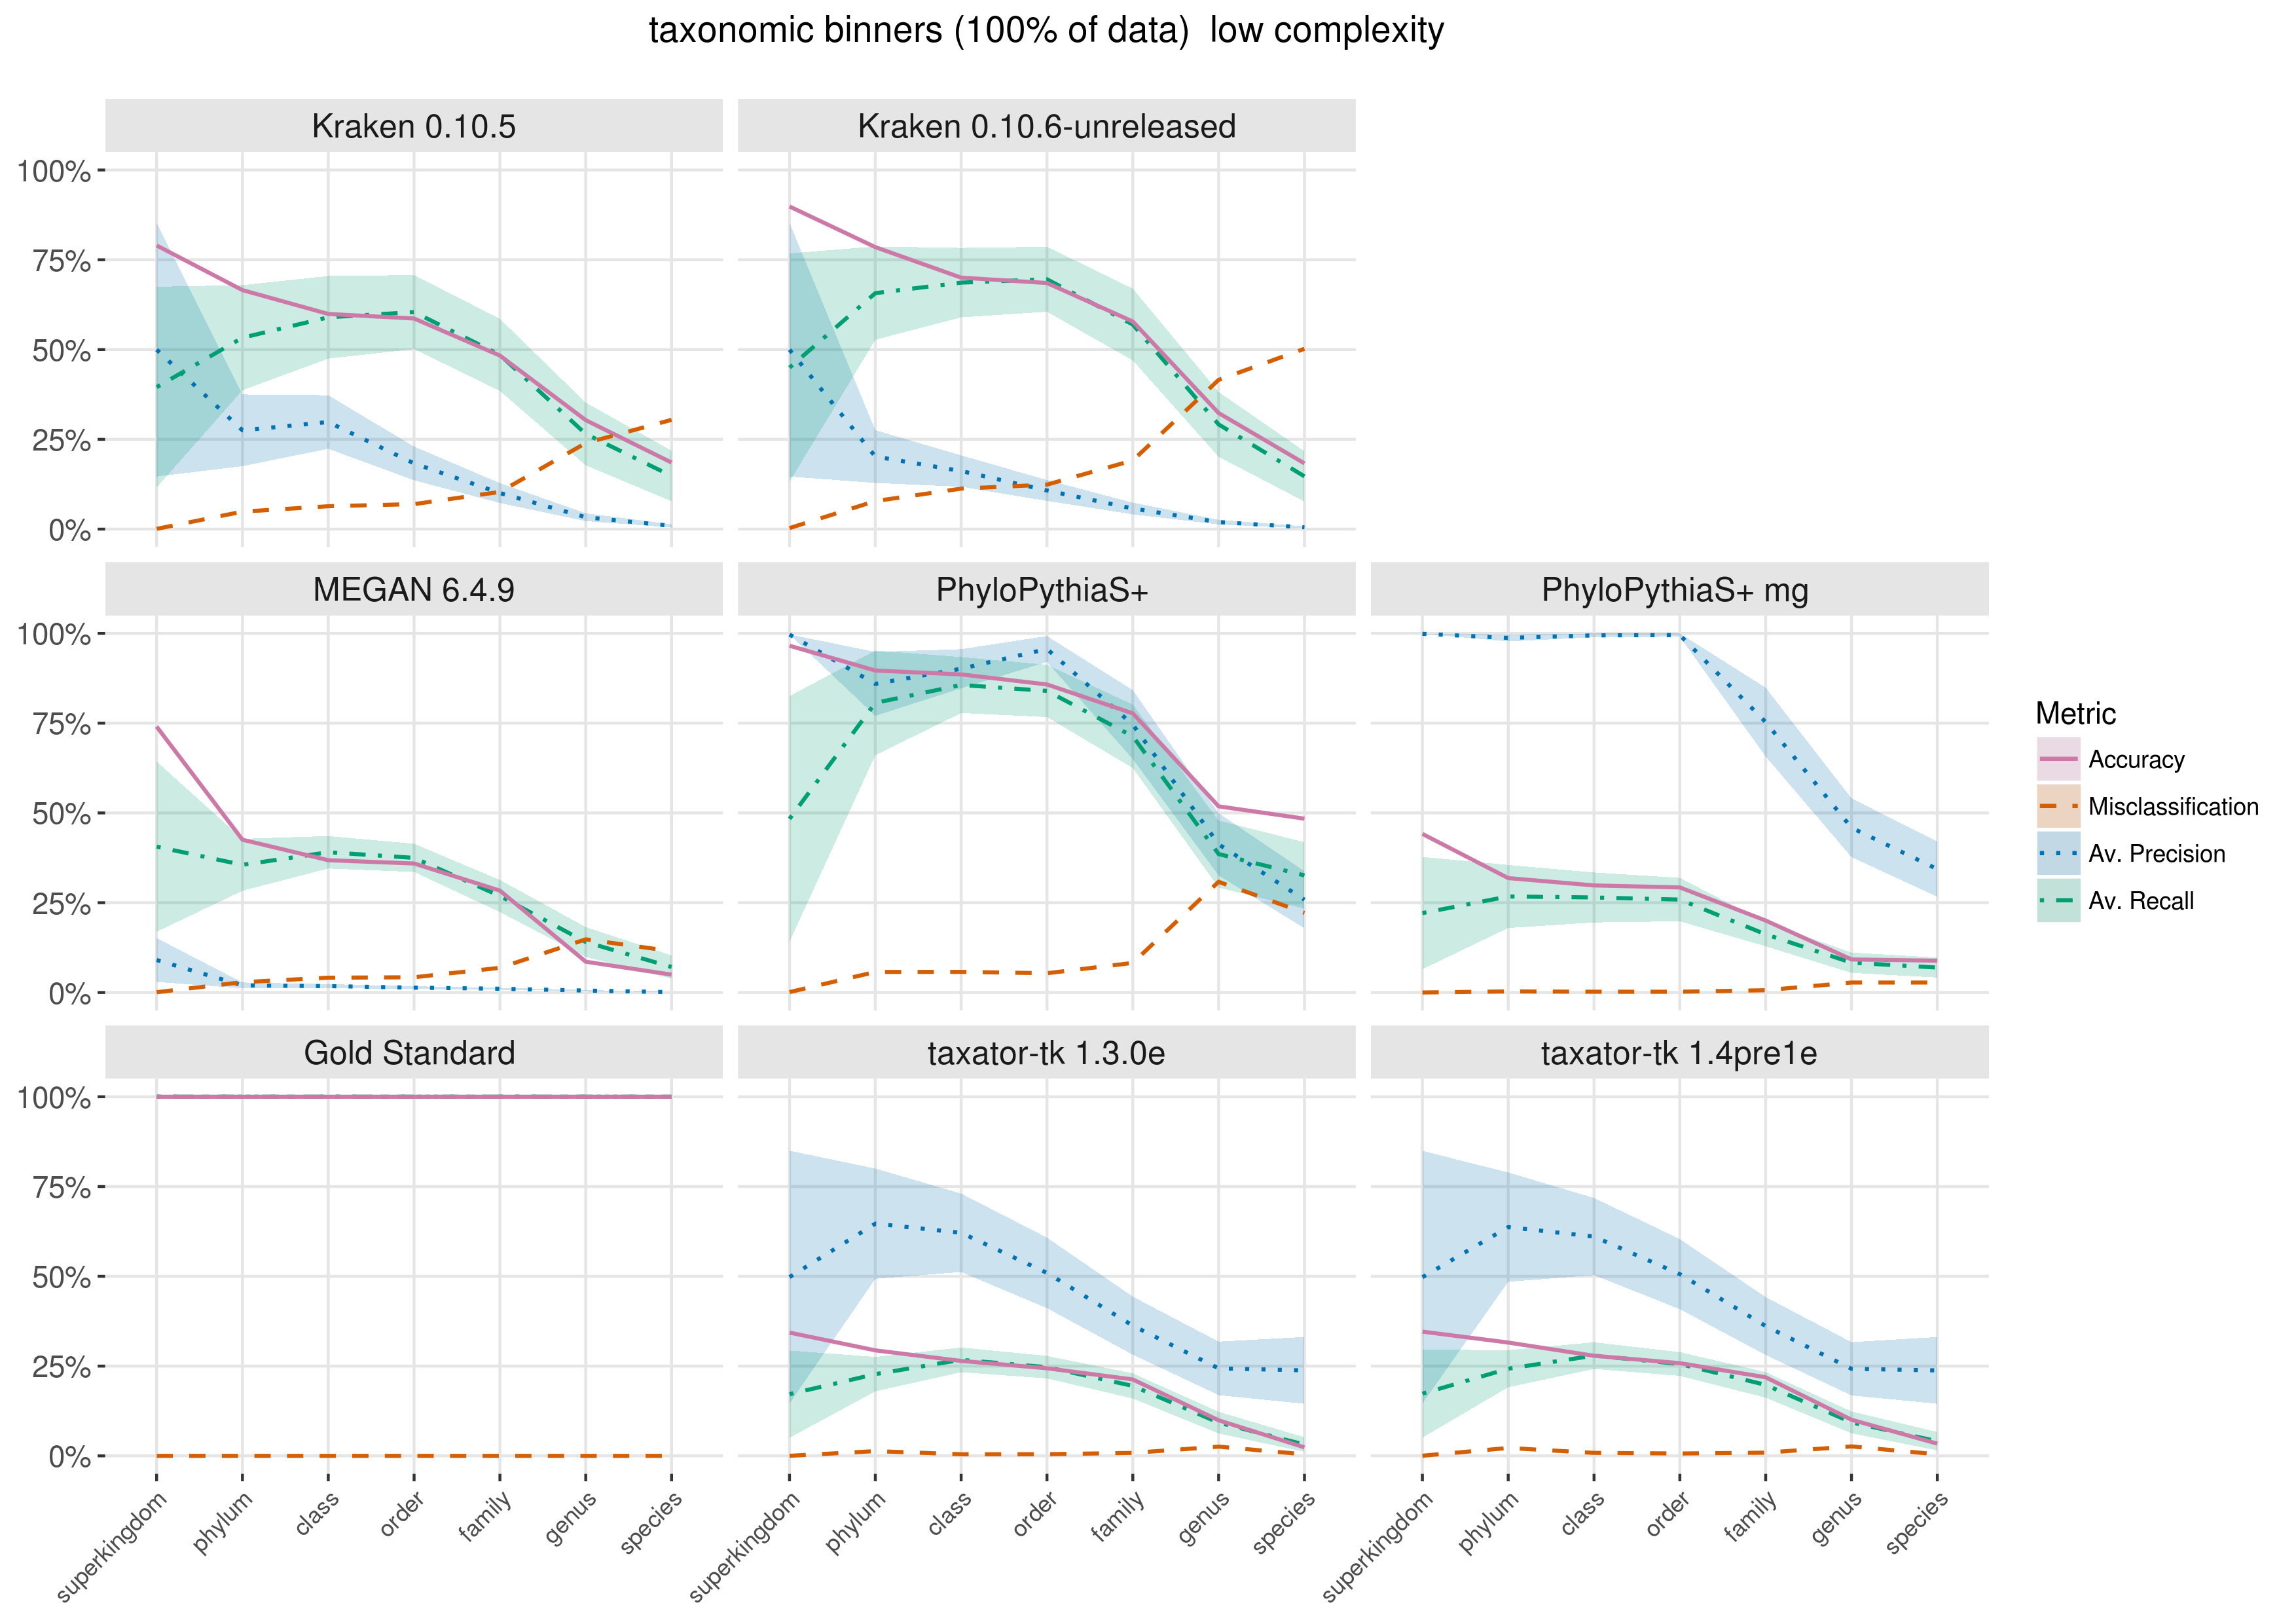 taxonomic binners (100% of data)  low complexity
Kraken 0.10.5
Kraken 0.10.6-unreleased
100%
75%
50%
25%
0%
MEGAN 6.4.9
PhyloPythiaS+
PhyloPythiaS+ mg
100%
75%
50%
25%
0%
Gold Standard
taxator-tk 1.3.0e
taxator-tk 1.4pre1e
100%
75%
50%
25%
0%
superkingdom
phylum
class
order
family
genus
species
superkingdom
phylum
class
order
family
genus
species
superkingdom
phylum
class
order
family
genus
species
Metric
Accuracy
Misclassification
Av. Precision
Av. Recall